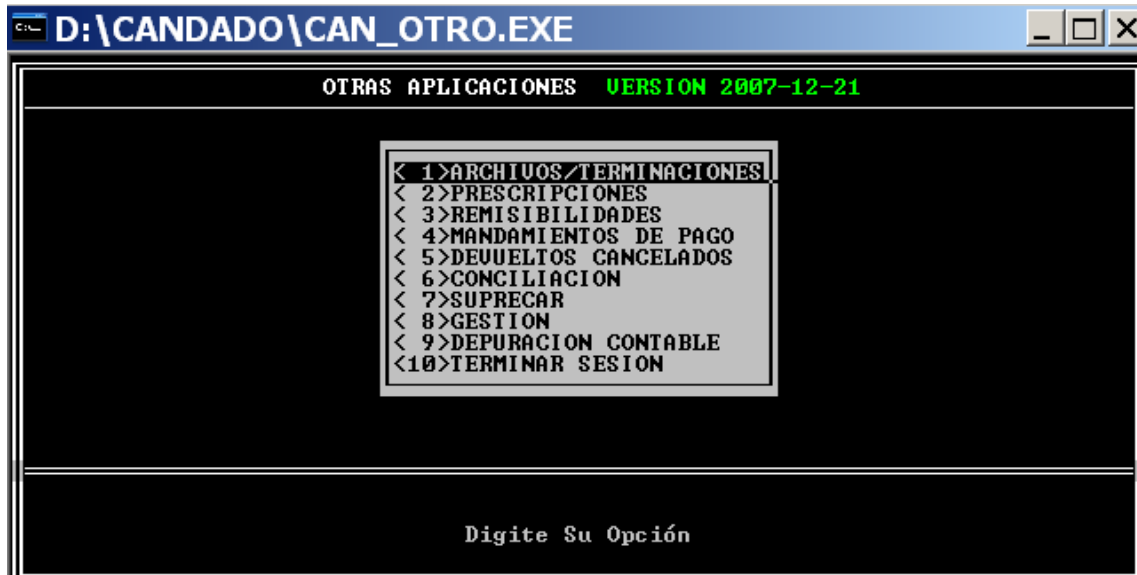 D:\CANDADO\CAN_OTRO.EXE
OTRAS APLICACIONES VERSION 2007-12-21
< 1>ARCHIVOS/TERMINACIONES
< 2>PRESCRIPCIONES
< 3>REMISIBILIDADES
< 4>MANDAMIENTOS DE PAGO
< 5>DEVUELTOS CANCELADOS
< 6>CONCILIACION
< 7>SUPRECAR
< 8>GESTION
< 9>DEPURACION CONTABLE
<10>TERMINAR SESION
Digite Su Opción